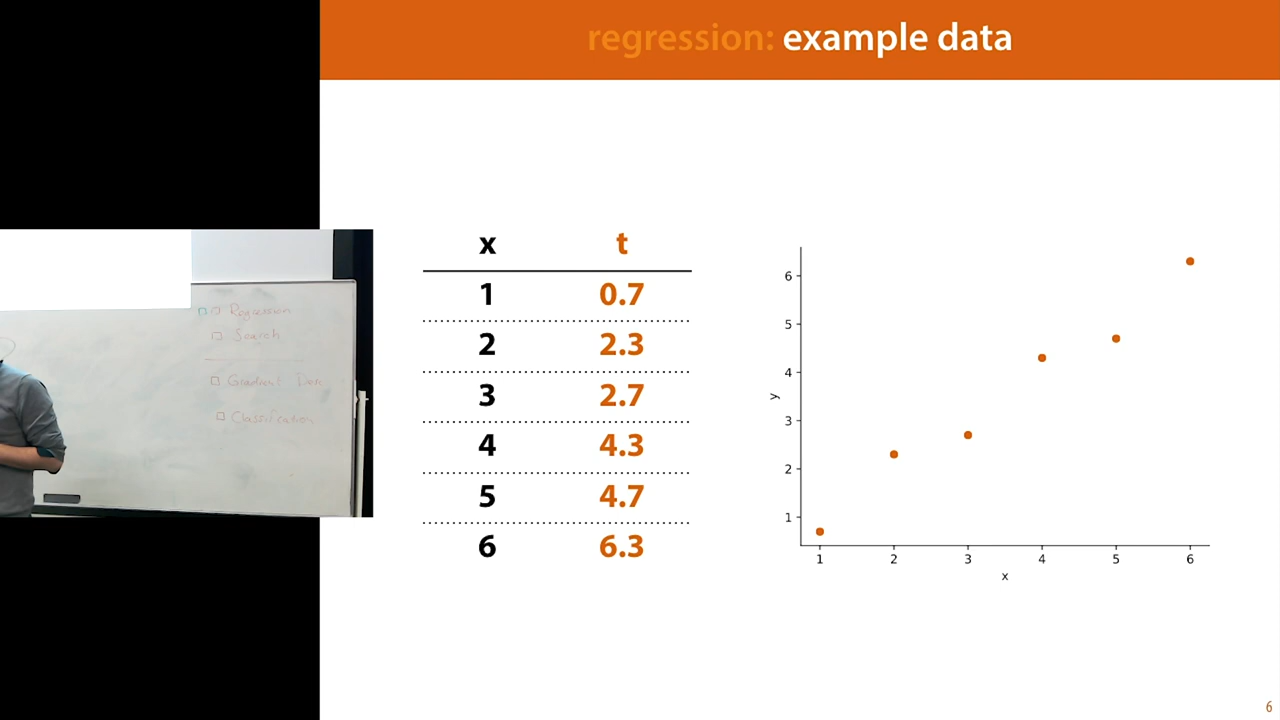 regression: example data
Regression
Search
Gradient
Classification
x t
1 0.7
2 2.3
3 2.7
4 4.3
5 4.7
6 6.3
6
5
4
3
2
1
y
1 2 3 4 5 6
x
6